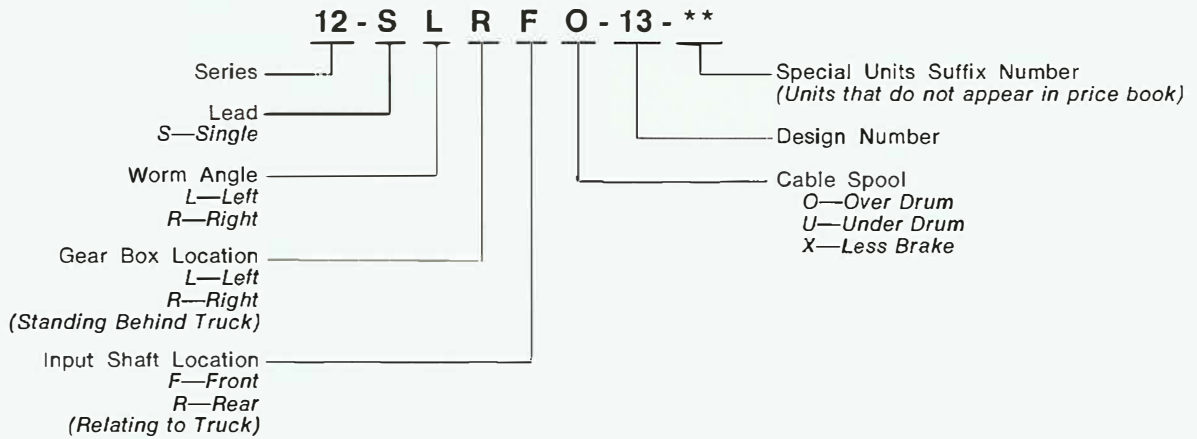 12 - S L R F O - 13 - **
Series
Lead
S—Single
Worm Angle
L—Left
R—Right
Gear Box Location
L—Left
R—Right
(Standing Behind Truck)
Input Shaft Location
F—Front
R—Rear
(Relating to Truck)
Special Units Suffix Number
(Units that do not appear in price book)
Design Number
Cable Spool
O—Over Drum
U—Under Drum
X—Less Brake